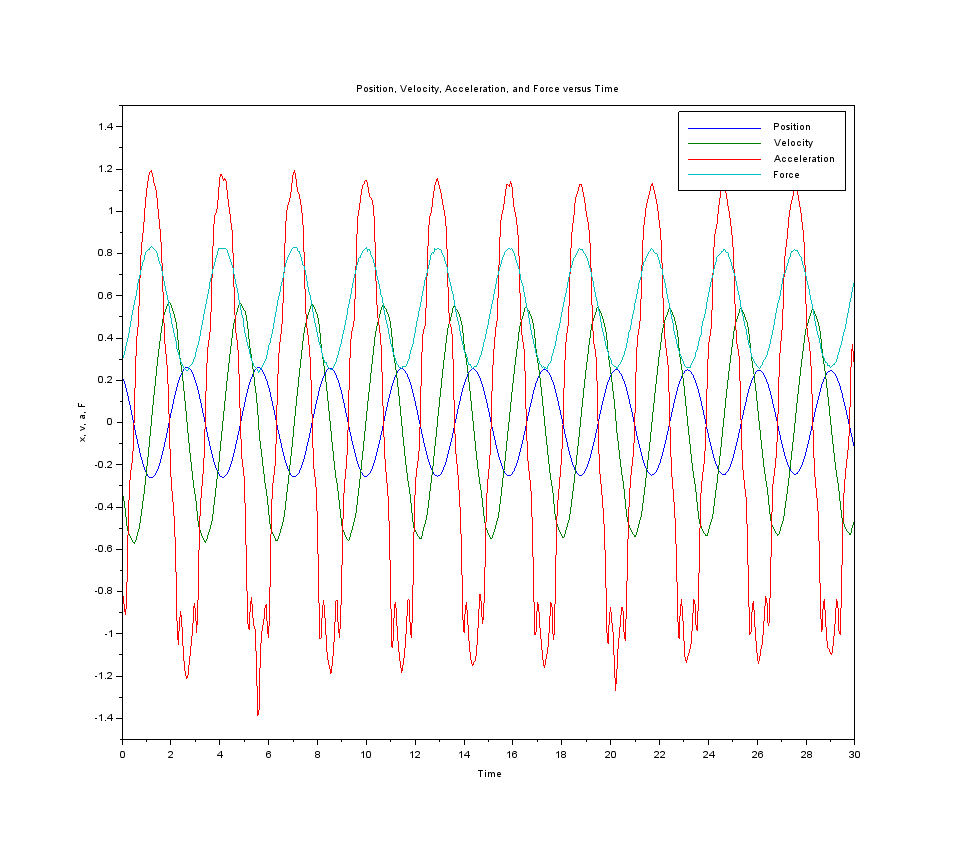 Position, Velocity, Acceleration, and Force versus Time
Position
Velocity
Acceleration
Force
1.4
1.2
1
0.8
0.6
0.4
0.2
0
-0.2
-0.4
-0.6
-0.8
-1
-1.2
-1.4
x, v, a, F
0 2 4 6 8 10 12 14 16 18 20 22 24 26 28 30
Time